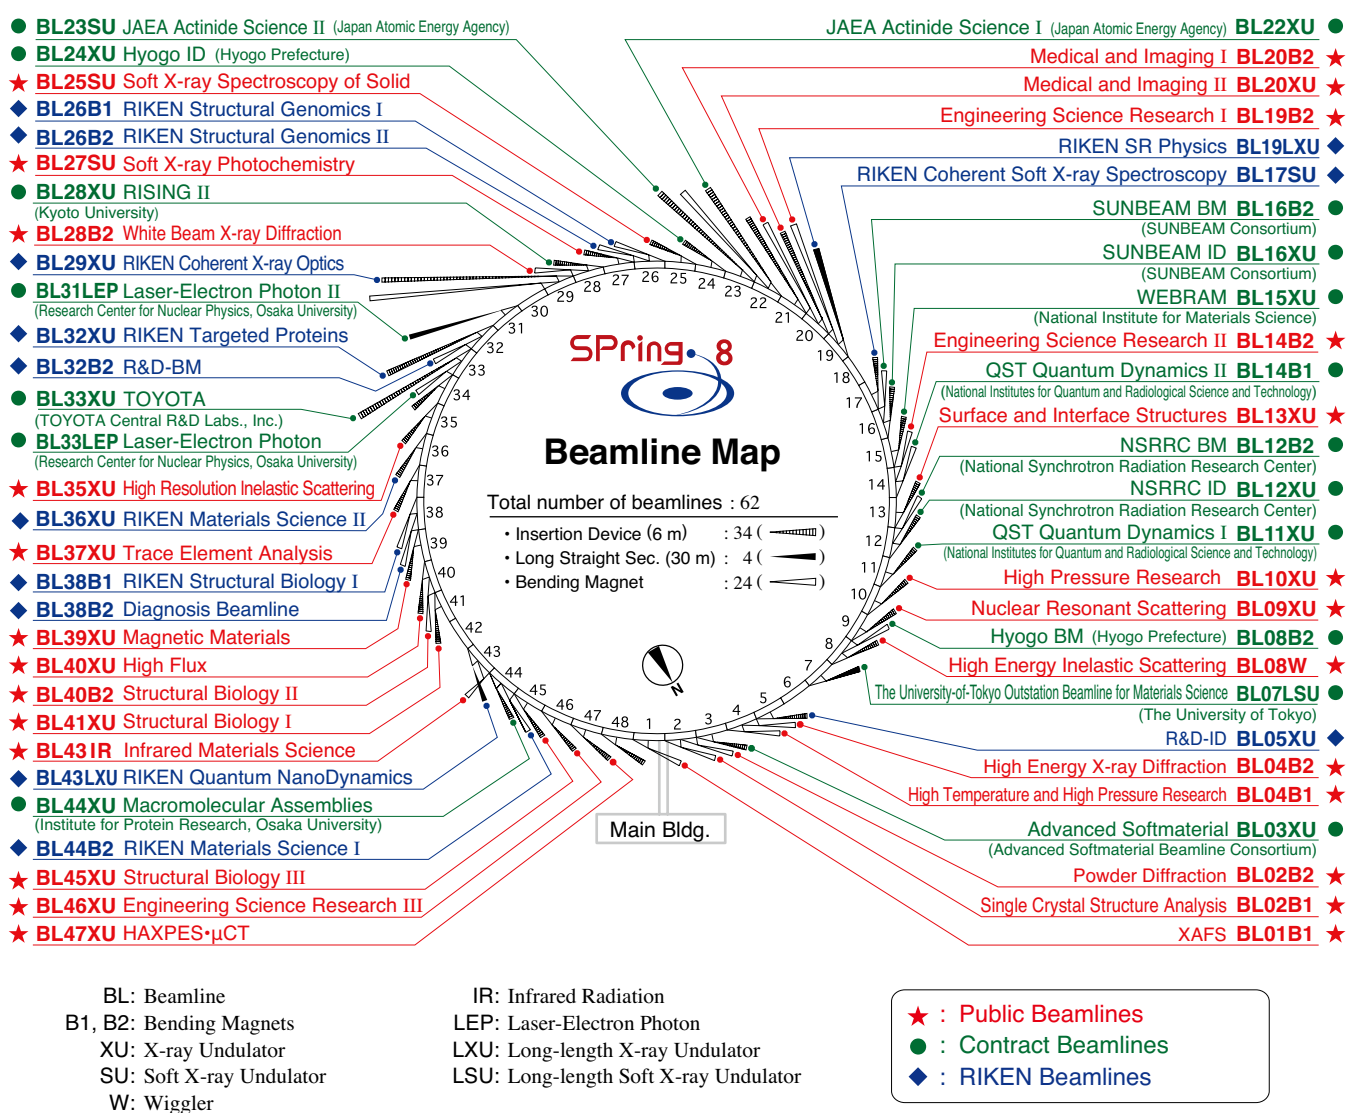 BL23SU JAEA Actinide Science II (Japan Atomic Energy Agency)
BL24XU Hyogo ID (Hyogo Prefecture)
BL25SU Soft X-ray Spectroscopy of Solid
BL26B1 RIKEN Structural Genomics I
BL26B2 RIKEN Structural Genomics II
BL27SU Soft X-ray Photochemistry
BL28XU RISING II
(Kyoto University)
BL28B2 White Beam X-ray Diffraction
BL29XU RIKEN Coherent X-ray Optics
BL31LEP Laser-Electron Photon II
(Research Center for Nuclear Physics, Osaka University)
BL32XU RIKEN Targeted Proteins
BL32B2 R&D-BM
BL33XU TOYOTA
(TOYOTA Central R&D Labs., Inc.)
BL33LEP Laser-Electron Photon
(Research Center for Nuclear Physics, Osaka University)
BL35XU High Resolution Inelastic Scattering
BL36XU RIKEN Materials Science II
BL37XU Trace Element Analysis
BL38B1 RIKEN Structural Biology I
BL38B2 Diagnosis Beamline
BL39XU Magnetic Materials
BL40XU High Flux
BL40B2 Structural Biology II
BL41XU Structural Biology I
BL43IR Infrared Materials Science
BL43LXU RIKEN Quantum NanoDynamics
BL44XU Macromolecular Assemblies
(Institute for Protein Research, Osaka University)
BL44B2 RIKEN Materials Science I
BL45XU Structural Biology III
BL46XU Engineering Science Research III
BL47XU HAXPES•μCT
JAEA Actinide Science I (Japan Atomic Energy Agency) BL22XU
Medical and Imaging I BL20B2
Medical and Imaging II BL20XU
Engineering Science Research I BL19B2
RIKEN SR Physics BL19LXU
RIKEN Coherent Soft X-ray Spectroscopy BL17SU
SUNBEAM BM BL16B2
(SUNBEAM Consortium)
SUNBEAM ID BL16XU
(SUNBEAM Consortium)
WEBRAM BL15XU
(National Institute for Materials Science)
Engineering Science Research II BL14B2
QST Quantum Dynamics II BL14B1
(National Institutes for Quantum and Radiological Science and Technology)
Surface and Interface Structures BL13XU
NSRRC BM BL12B2
(National Synchrotron Radiation Research Center)
NSRRC ID BL12XU
(National Synchrotron Radiation Research Center)
QST Quantum Dynamics I BL11XU
(National Institutes for Quantum and Radiological Science and Technology)
High Pressure Research BL10XU
Nuclear Resonant Scattering BL09XU
Hyogo BM (Hyogo Prefecture) BL08B2
High Energy Inelastic Scattering BL08W
The University-of-Tokyo Outstation Beamline for Materials Science BL07LSU
(The University of Tokyo)
R&D-ID BL05XU
High Energy X-ray Diffraction BL04B2
High Temperature and High Pressure Research BL04B1
Advanced Softmaterial BL03XU
(Advanced Softmaterial Beamline Consortium)
Powder Diffraction BL02B2
Single Crystal Structure Analysis BL02B1
XAFS BL01B1
SPring-8
Beamline Map
Total number of beamlines : 62
• Insertion Device (6 m) : 34 ( )
• Long Straight Sec. (30 m) : 4 ( )
• Bending Magnet : 24 ( )
N
1
2
3
4
5
6
7
8
9
10
11
12
13
14
15
16
17
18
19
20
21
22
23
24
25
26
27
28
29
30
31
32
33
34
35
36
37
38
39
40
41
42
43
44
45
46
47
48
Main Bldg.
BL: Beamline
B1, B2: Bending Magnets
XU: X-ray Undulator
SU: Soft X-ray Undulator
W: Wiggler
IR: Infrared Radiation
LEP: Laser-Electron Photon
LXU: Long-length X-ray Undulator
LSU: Long-length Soft X-ray Undulator
★ : Public Beamlines
● : Contract Beamlines
◆ : RIKEN Beamlines